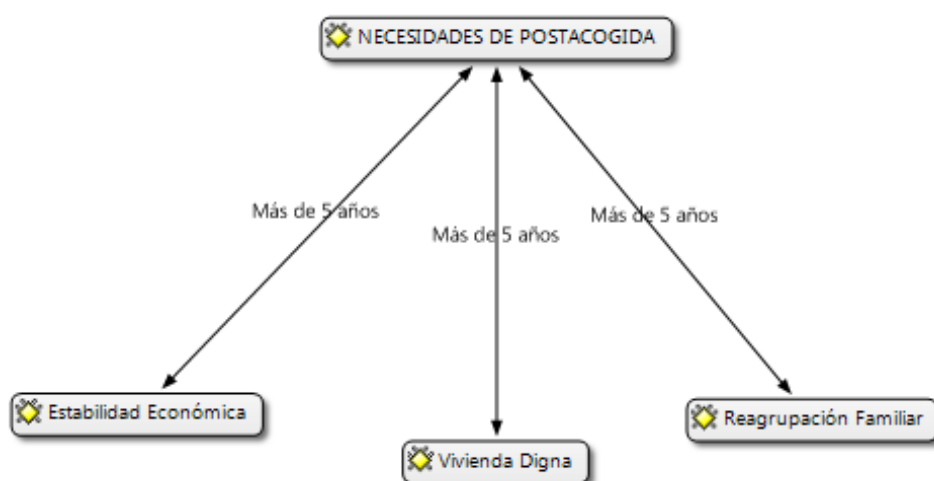 NECESIDADES DE POSTACOGIDA
Más de 5 años
Más de 5 años
Más de 5 años
Estabilidad Económica
Vivienda Digna
Reagrupación Familiar